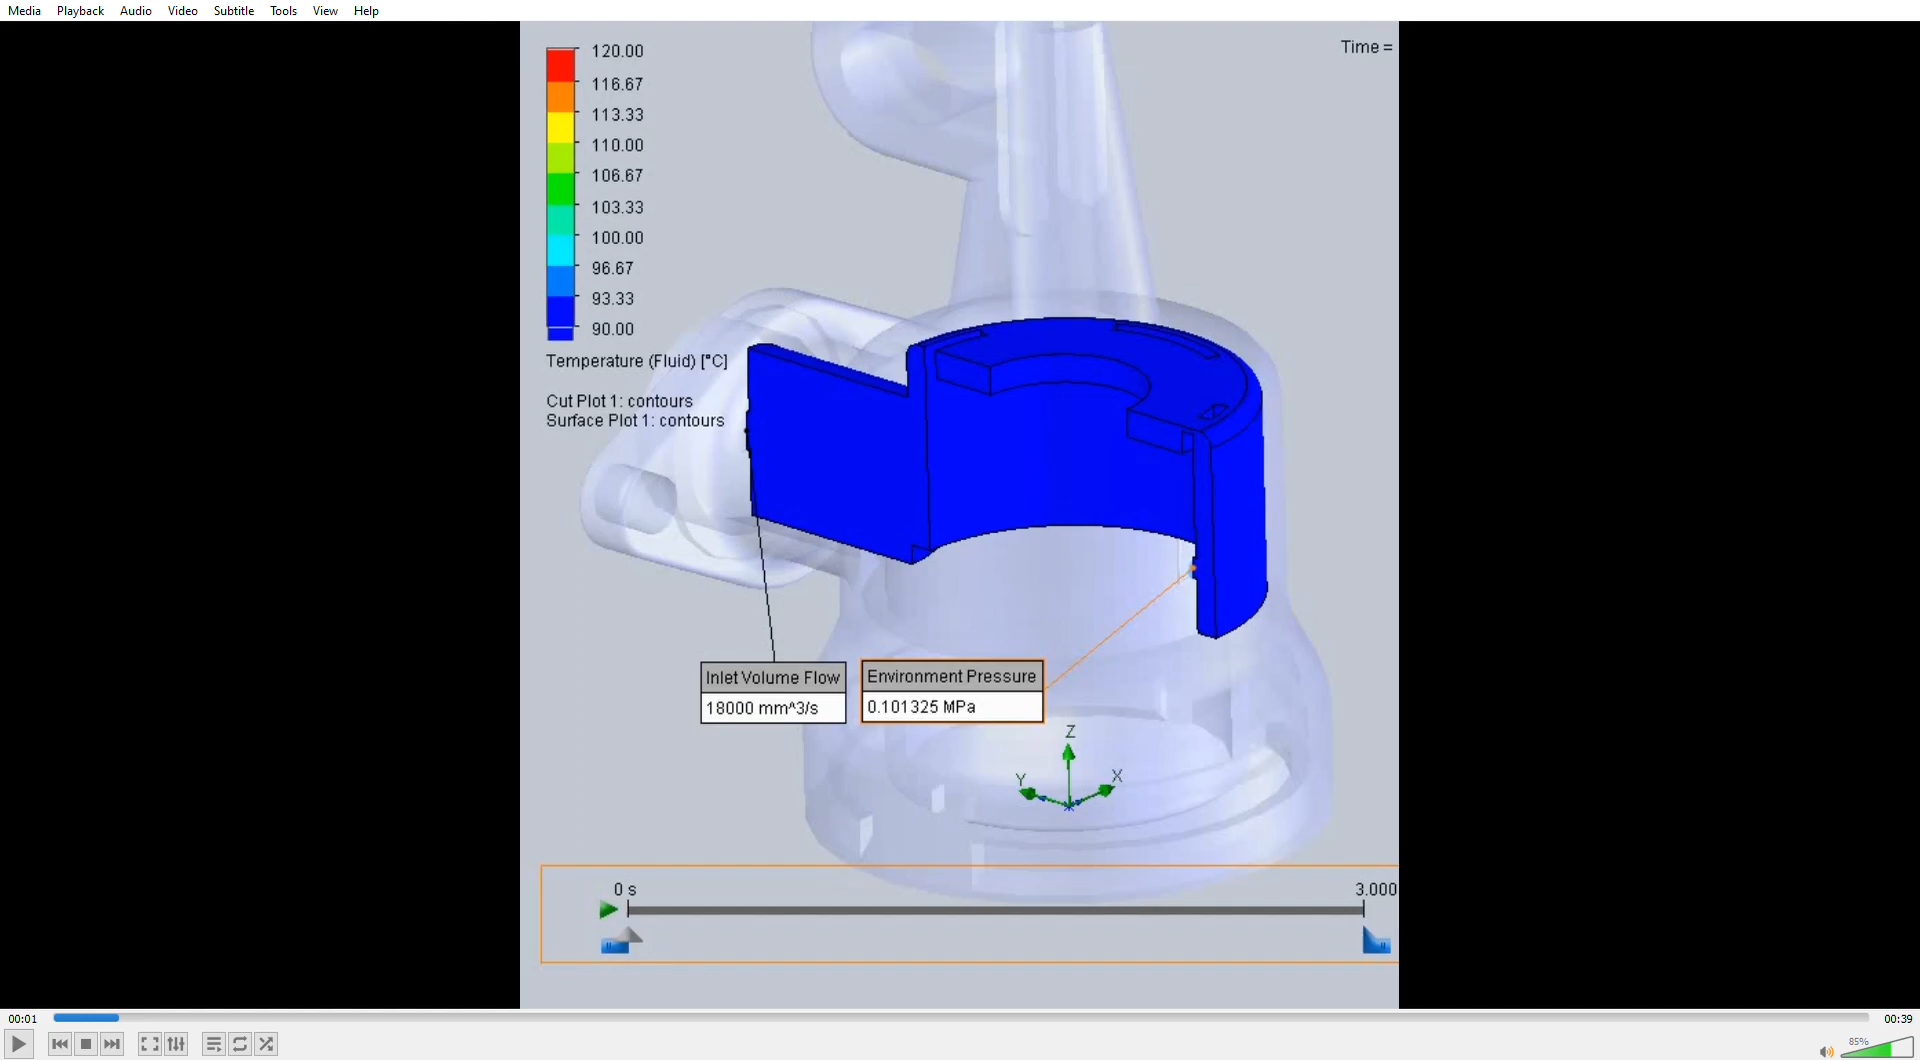 Media Playback Audio Video Subtitle Tools View Help
120.00
116.67
113.33
110.00
106.67
103.33
100.00
96.67
93.33
90.00
Temperature (Fluid) [°C]
Cut Plot 1: contours
Surface Plot 1: contours
Time =
Inlet Volume Flow
18000 mm^3/s
Environment Pressure
0.101325 MPa
Z
Y
X
0 s
3.000
00:01
00:39
85%